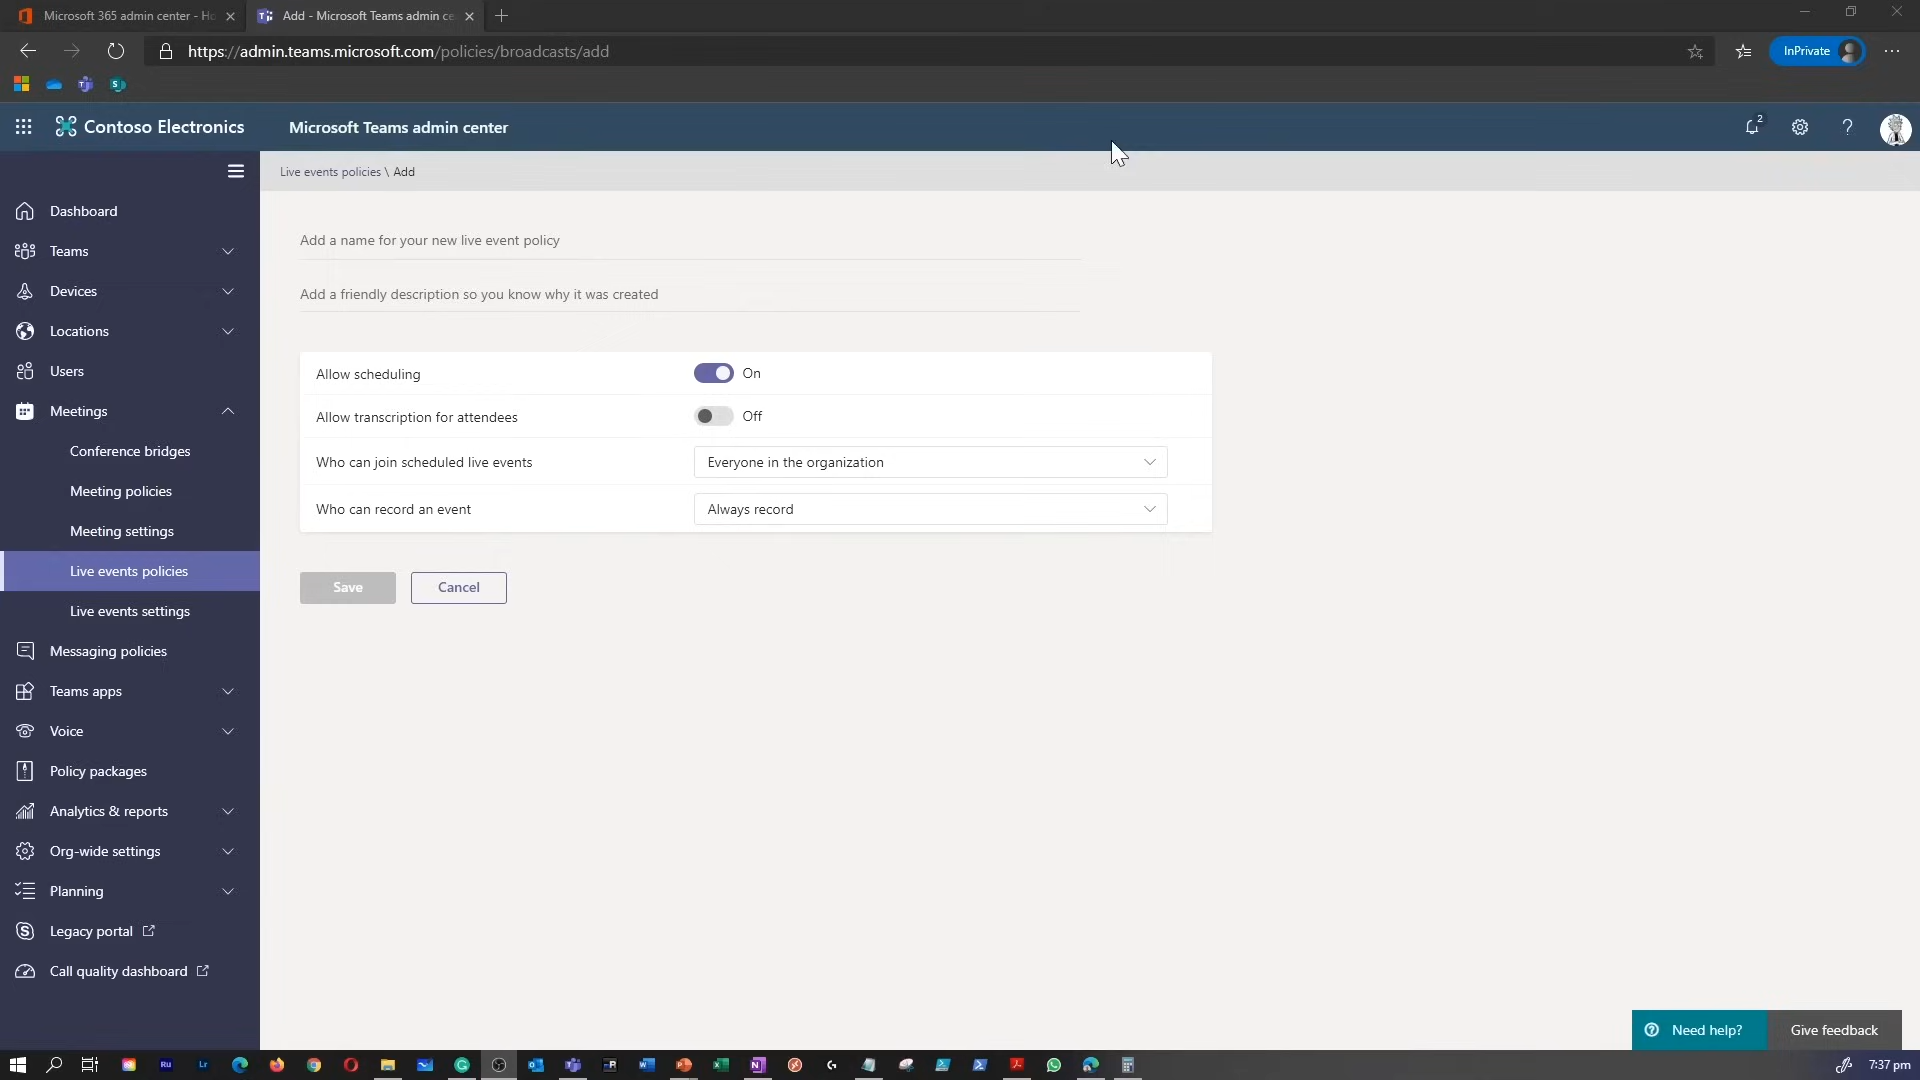 Microsoft 365 admin center - Ho
Add - Microsoft Teams admin ce
https://admin.teams.microsoft.com/policies/broadcasts/add
InPrivate
Contoso Electronics
Microsoft Teams admin center
2
Live events policies \ Add
Dashboard
Teams
Devices
Locations
Users
Meetings
Conference bridges
Meeting policies
Meeting settings
Live events policies
Live events settings
Messaging policies
Teams apps
Voice
Policy packages
Analytics & reports
Org-wide settings
Planning
Legacy portal
Call quality dashboard
Add a name for your new live event policy
Add a friendly description so you know why it was created
Allow scheduling
On
Allow transcription for attendees
Off
Who can join scheduled live events
Everyone in the organization
Who can record an event
Always record
Save
Cancel
Need help?
Give feedback
7:37 pm